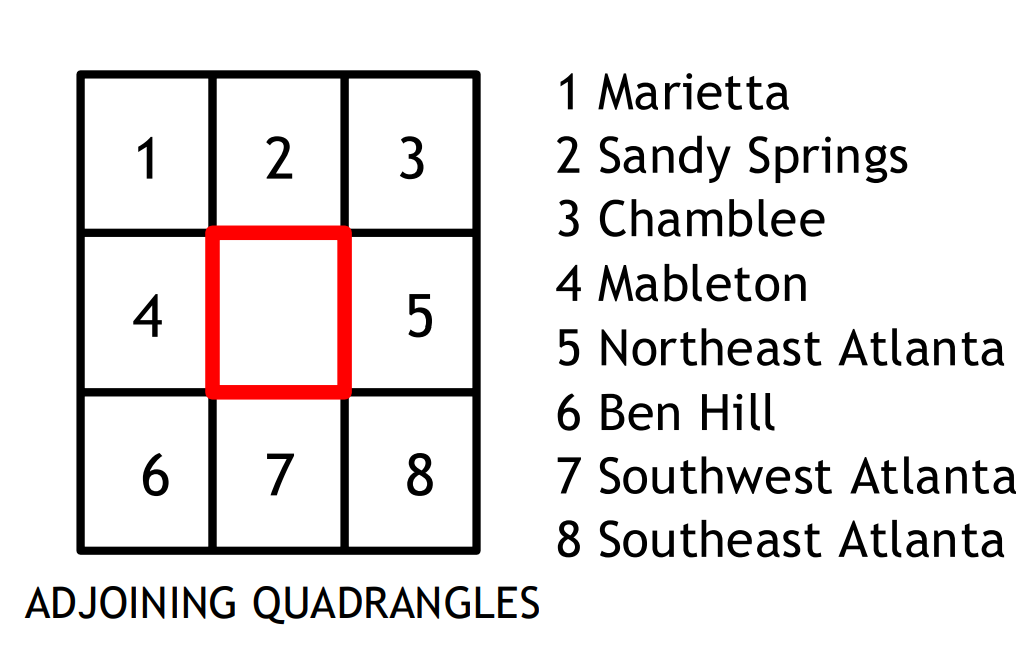 1 2 3
4 5
6 7 8
ADJOINING QUADRANGLES
1 Marietta
2 Sandy Springs
3 Chamblee
4 Mableton
5 Northeast Atlanta
6 Ben Hill
7 Southwest Atlanta
8 Southeast Atlanta